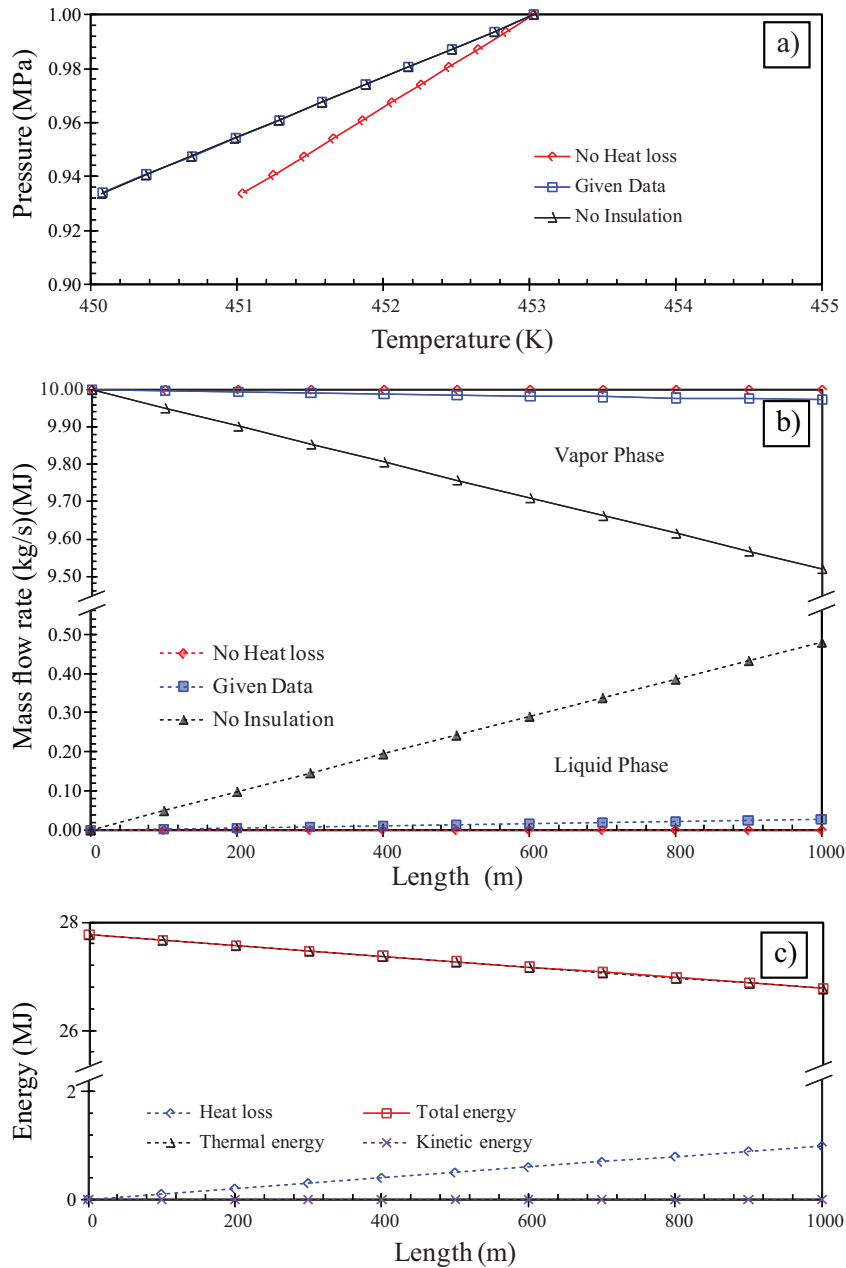 1.00
0.98
0.96
0.94
0.92
0.90
Pressure (MPa)
a)
No Heat loss
Given Data
No Insulation
450
451
452
453
454
455
Temperature (K)
10.00
9.90
9.80
9.70
9.60
9.50
0.50
0.40
0.30
0.20
0.10
0.00
Mass flow rate (kg/s)(MJ)
b)
Vapor Phase
No Heat loss
Given Data
No Insulation
Liquid Phase
0
200
400
600
800
1000
Length (m)
28
26
2
0
Energy (MJ)
c)
Heat loss
Total energy
Thermal energy
Kinetic energy
0
200
400
600
800
1000
Length (m)